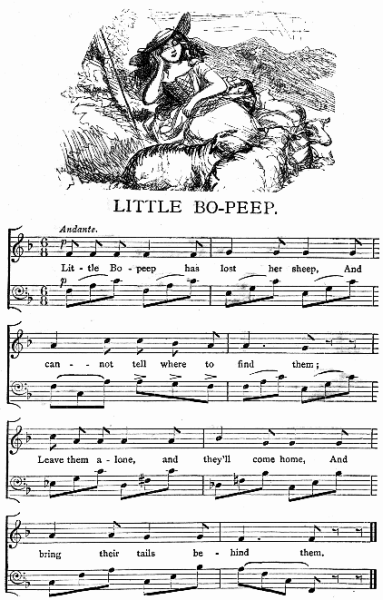 LITTLE BO-PEEP.
Andante.
p
Lit - tle Bo - peep has lost her sheep, And
p
can - - not tell where to find them;
Leave them a - lone, and they'll come home, And
bring their tails be - hind them.